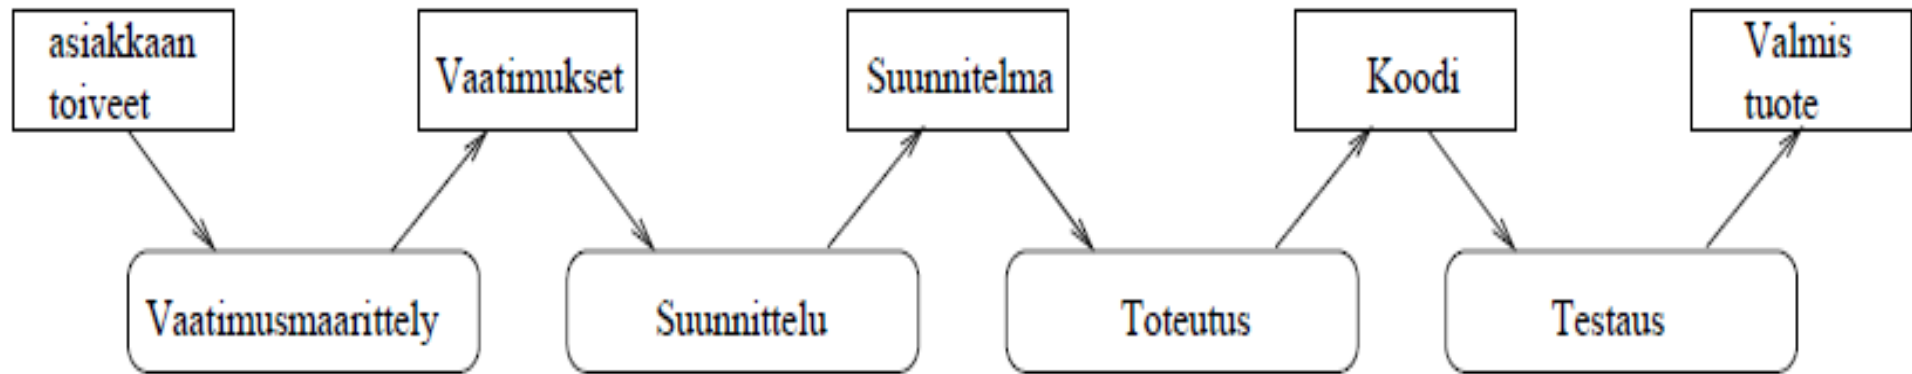 asiakkaan
toiveet
Vaatimukset
Suunnitelma
Koodi
Valmis
tuote
Vaatimusmaarittely
Suunnittelu
Toteutus
Testaus